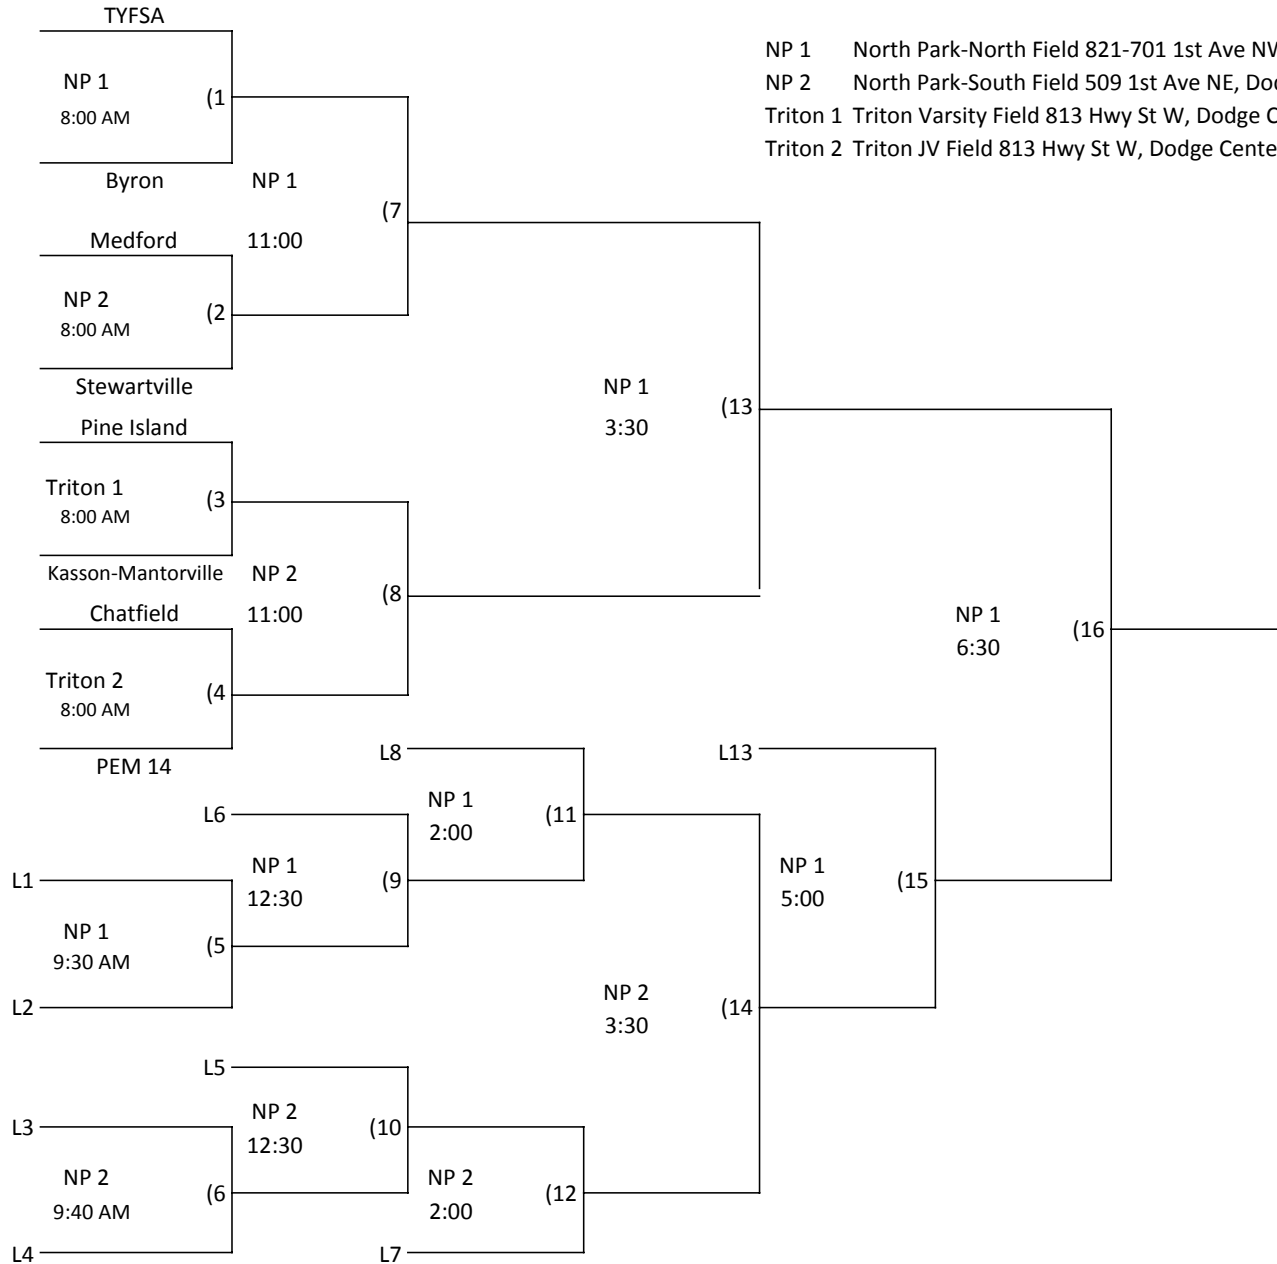 TYFSA
NP 1 North Park-North Field 821-701 1st Ave
NP 2 North Park-South Field 509 1st Ave NE,
Triton 1 Triton Varsity Field 813 Hwy St W, Dodge
Triton 2 Triton JV Field 813 Hwy St W, Dodge
NP 1
(1
8:00 AM
Byron
NP 1
(7
Medford
11:00
NP 2
(2
8:00 AM
Stewartville
NP 1
(13
Pine Island
3:30
Triton 1
(3
8:00 AM
Kasson-Mantorville
NP 2
(8
Chatfield
11:00
NP 1
(16
6:30
Triton 2
(4
8:00 AM
PEM 14
L8
L13
NP 1
(11
L6
2:00
NP 1
(9
NP 1
(15
L1
12:30
5:00
NP 1
(5
9:30 AM
L2
NP 2
(14
3:30
L5
NP 2
(10
L3
12:30
NP 2
(6
NP 2
(12
9:40 AM
2:00
L4
L7